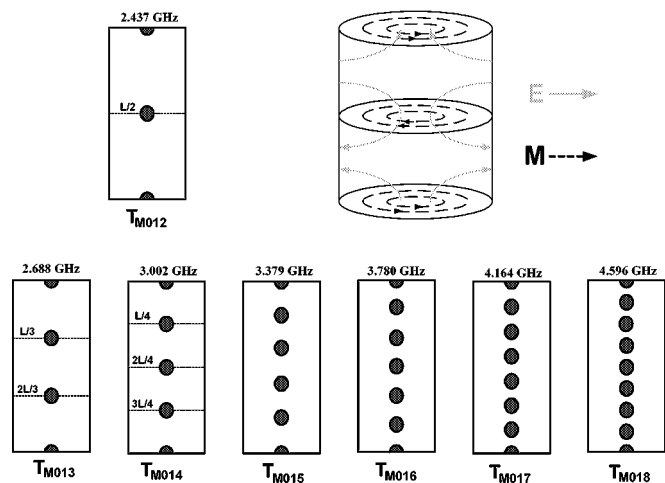 2.437 GHz
L/2
TM012
E
M
2.688 GHz
L/3
2L/3
TM013
3.002 GHz
L/4
2L/4
3L/4
TM014
3.379 GHz
TM015
3.780 GHz
TM016
4.164 GHz
TM017
4.596 GHz
TM018